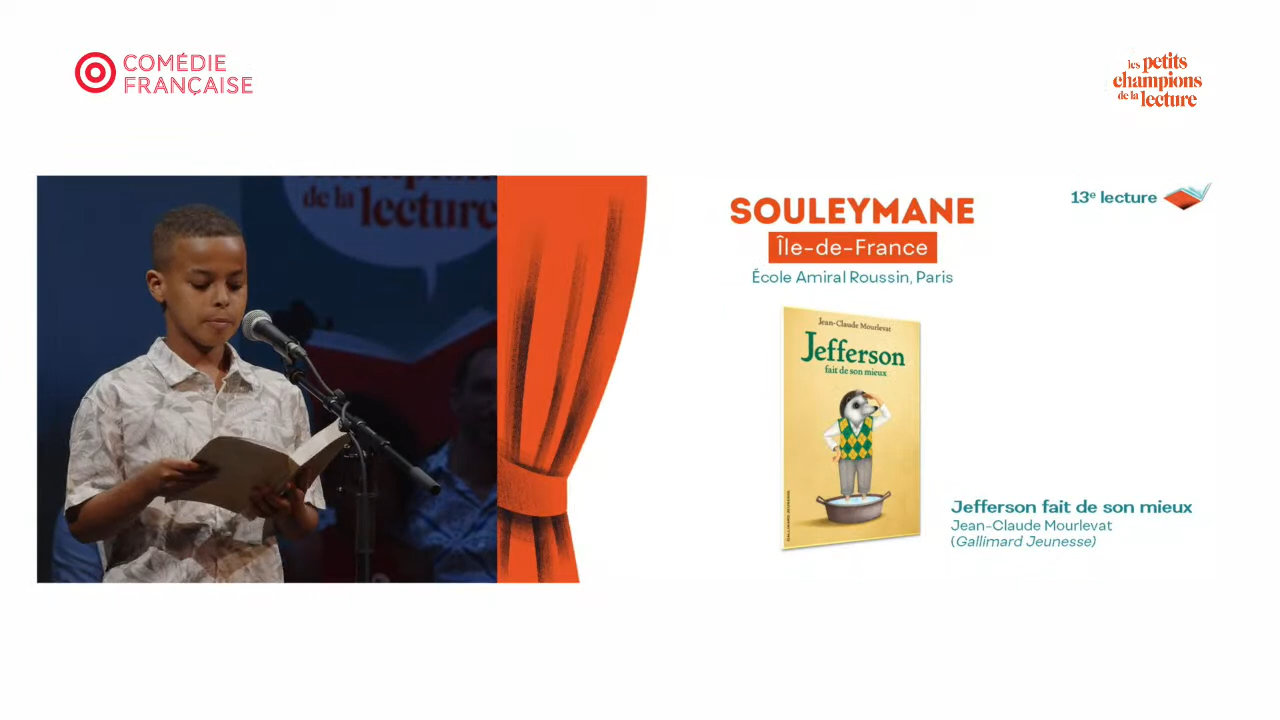 COMÉDIE
FRANÇAISE
les petits
champions
de la lecture
de la lecture
SOULEYMANE
Île-de-France
École Amiral Roussin, Paris
13e lecture
Jean-Claude Mourlevat
Jefferson
fait de son mieux
GALLIMARD JEUNESSE
Jefferson fait de son mieux
Jean-Claude Mourlevat
(Gallimard Jeunesse)